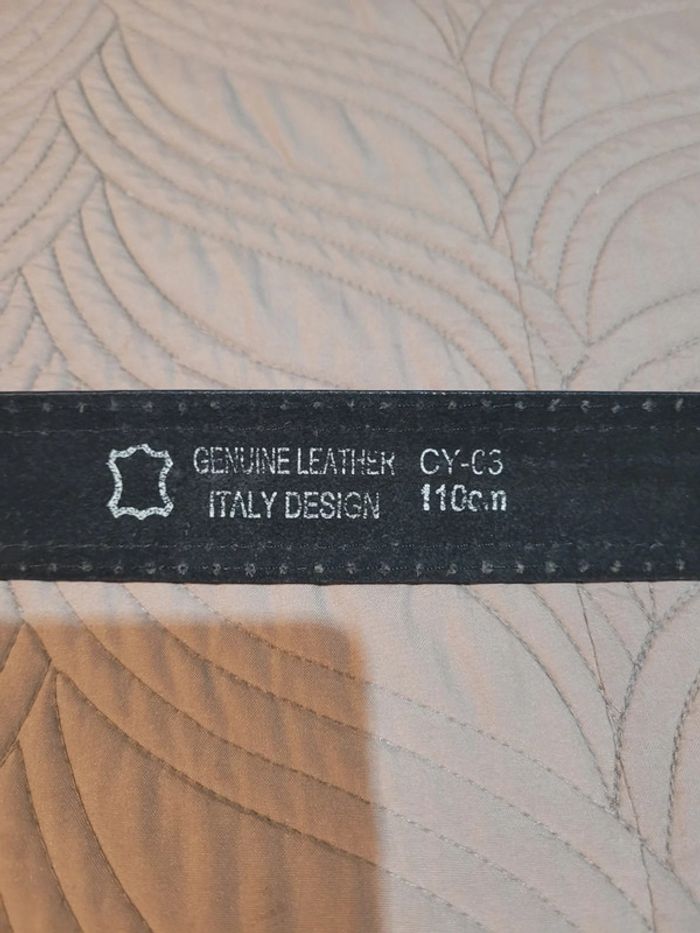 GENUINE LEATHER CY-03
ITALY DESIGN 110cm